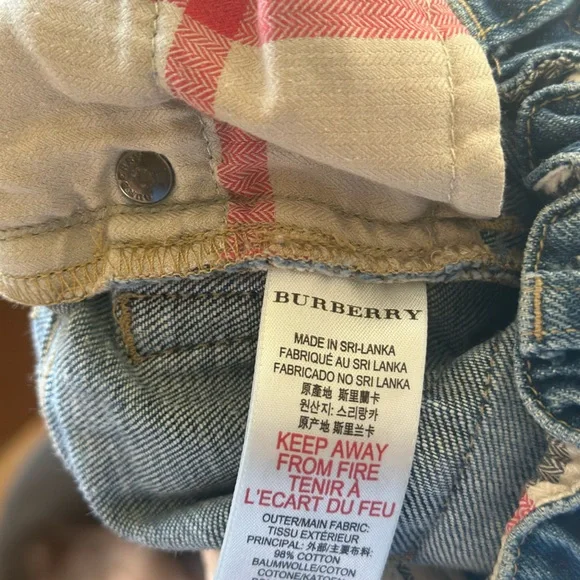 BURBERRY
MADE IN SRI-LANKA
FABRIQUÉ AU SRI LANKA
FABRICADO NO SRI LANKA
原產地 斯里蘭卡
원산지: 스리랑카
原产地 斯里兰卡
KEEP AWAY
FROM FIRE
TENIR À
L'ECART DU FEU
OUTER/MAIN FABRIC:
TISSU EXTÉRIEUR
PRINCIPAL: 外部/主要布料:
98% COTTON
BAUMWOLLE/COTON